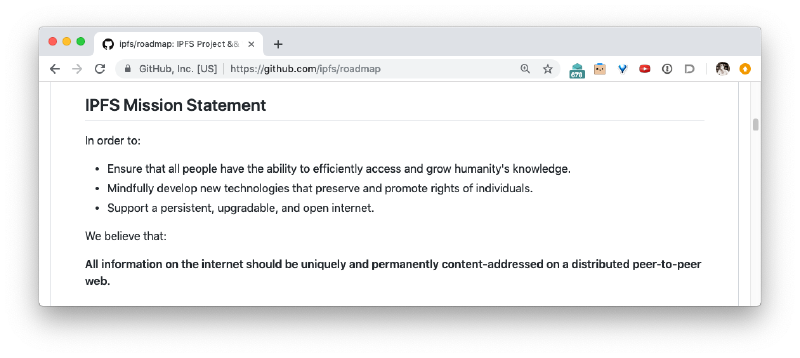 ipfs/roadmap: IPFS Project &
GitHub, Inc. [US] | https://github.com/ipfs/roadmap
676
IPFS Mission Statement
In order to:
• Ensure that all people have the ability to efficiently access and grow humanity's knowledge.
• Mindfully develop new technologies that preserve and promote rights of individuals.
• Support a persistent, upgradable, and open internet.
We believe that:
All information on the internet should be uniquely and permanently content-addressed on a distributed peer-to-peer
web.